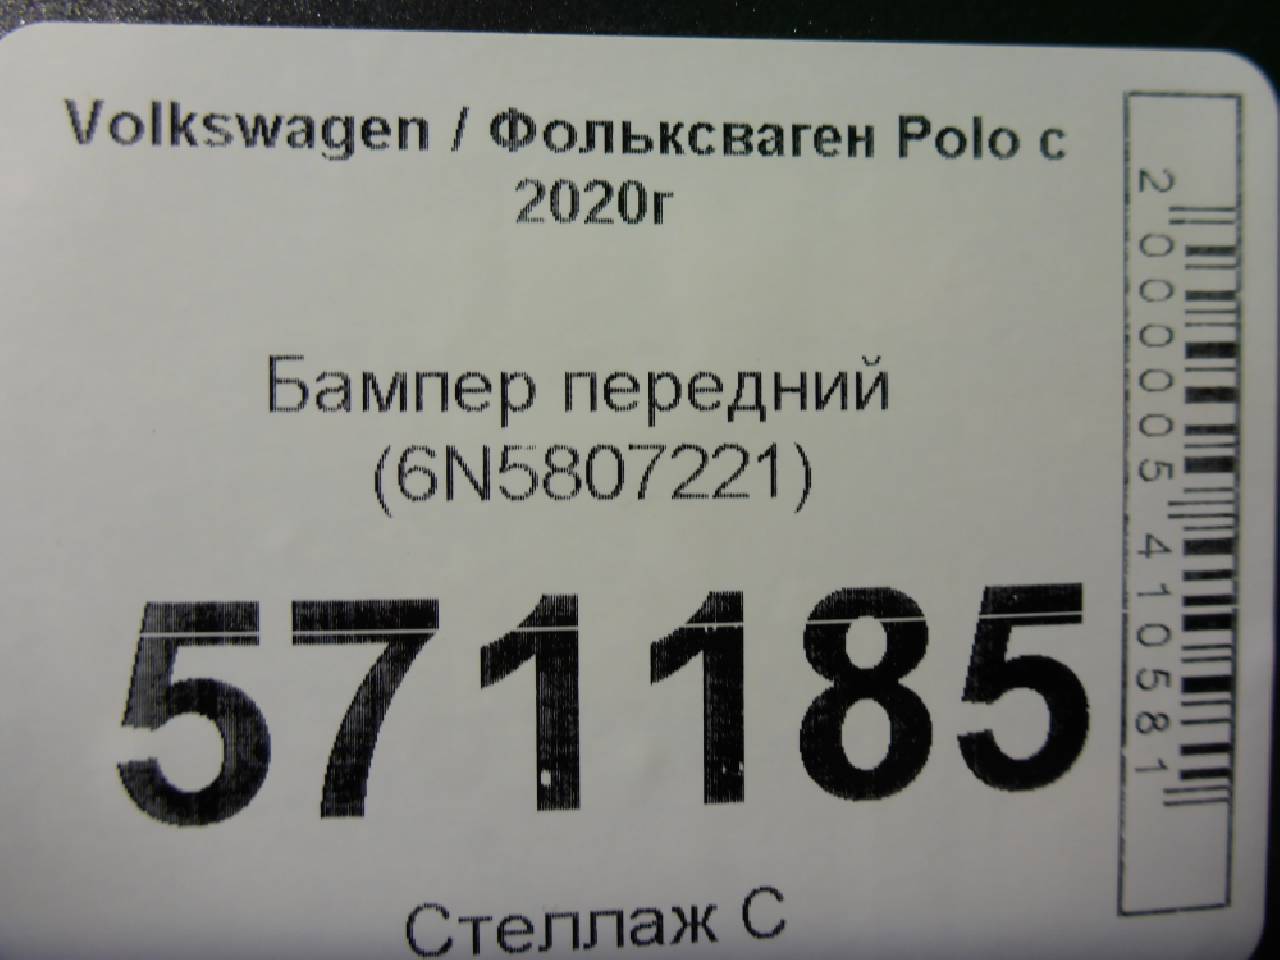 Volkswagen / Фольксваген Polo с
2020г
Бампер передний
(6N5807221)
571185
Стеллаж С
2000005410581